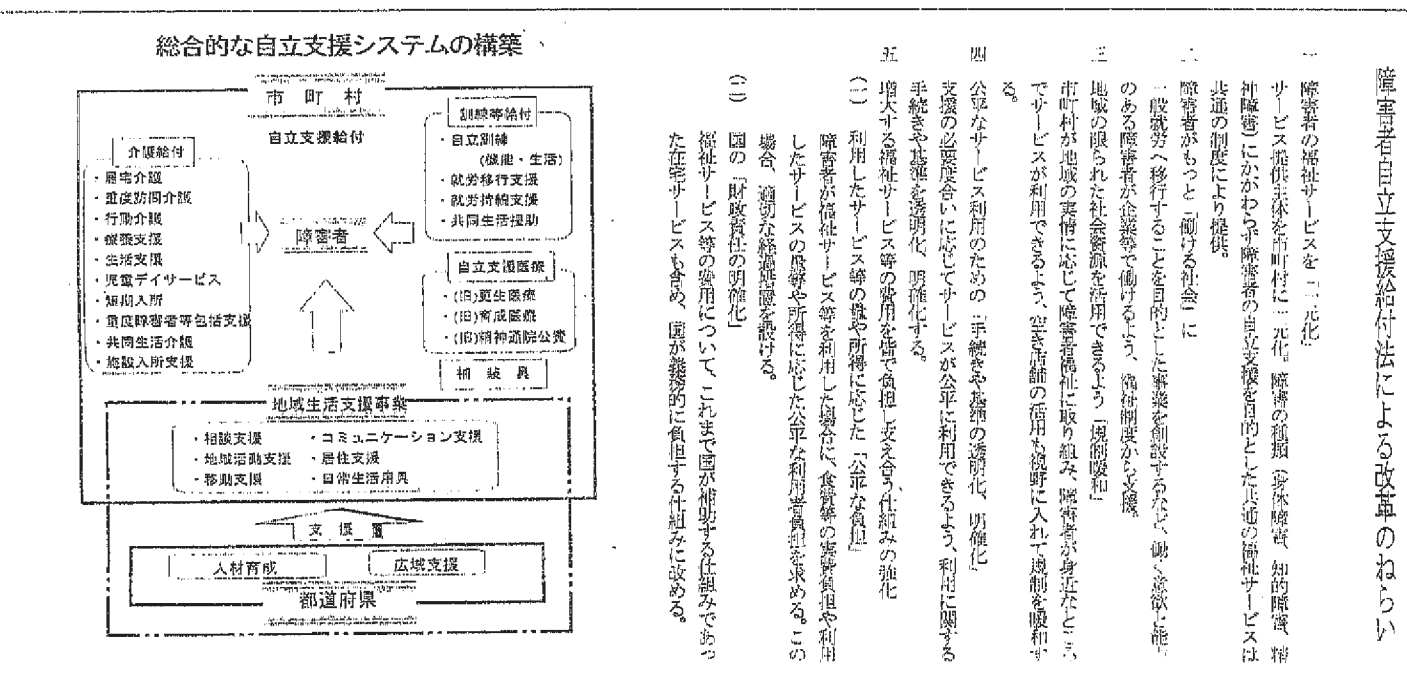 障害者自立支援給付法による改革のねらい
一 障害者の福祉サービスを「一元化」
サービス提供主体を市町村に一元化。障害の種類(身体障害、知的障害、精
神障害)にかかわらず障害者の自立支援を目的とした共通の福祉サービスは
共通の制度により提供。
二 障害者がもっと「働ける社会」に
一般就労へ移行することを目的とした事業を創設するなど、働く意欲と能力
のある障害者が企業等で働けるよう、福祉制度から支援。
三 地域の限られた社会資源を活用できるよう「規制緩和」
市町村が地域の実情に応じて障害者福祉に取り組み、障害者が身近なところ
でサービスが利用できるよう、空き店舗の活用も視野に入れて規制を緩和す
る。
四 公平なサービス利用のための「手続きや基準の透明化、明確化」
支援の必要度合いに応じてサービスが公平に利用できるよう、利用に関する
手続きや基準を透明化、明確化する。
五 増大する福祉サービス等の費用を皆で負担し支え合う仕組みの強化
(一) 利用したサービス等の量や所得に応じた「公平な負担」
障害者が福祉サービス等を利用した場合に、食費等の実費負担や利用
したサービスの量等や所得に応じた公平な利用者負担を求める。この
場合、適切な経過措置を設ける。
(二) 国の「財政責任の明確化」
福祉サービス等の費用について、これまで国が補助する仕組みであっ
た在宅サービスも含め、国が義務的に負担する仕組みに改める。
総合的な自立支援システムの構築
市町村
自立支援給付
介護給付
・居宅介護
・重度訪問介護
・行動介護
・療養支援
・生活支援
・児童デイサービス
・短期入所
・重度障害者等包括支援
・共同生活介護
・施設入所支援
障害者
訓練等給付
・自立訓練
(機能・生活)
・就労移行支援
・就労持続支援
・共同生活援助
自立支援医療
・(旧)更生医療
・(旧)育成医療
・(旧)精神通院公費
補装具
地域生活支援事業
・相談支援
・地域活動支援
・移動支援
・コミュニケーション支援
・居住支援
・日常生活用具
支援
人材育成
広域支援
都道府県